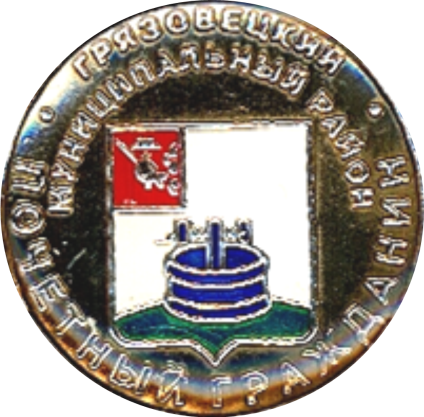 ГРЯЗОВЕЦКИЙ
МУНИЦИПАЛЬНЫЙ РАЙОН
ПОЧЕТНЫЙ ГРАЖДАНИН